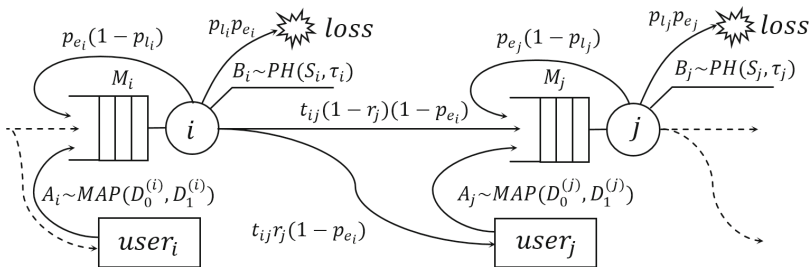 p_{l_i}p_{e_i} loss
p_{e_i}(1 − p_{l_i})
B_i~PH(S_i, τ_i)
M_i
i
t_{ij}(1 − r_j)(1 − p_{e_i})
A_i~MAP(D_0^{(i)}, D_1^{(i)})
user_i
t_{ij}r_j(1 − p_{e_i})
p_{l_j}p_{e_j} loss
p_{e_j}(1 − p_{l_j})
B_j~PH(S_j, τ_j)
M_j
j
A_j~MAP(D_0^{(j)}, D_1^{(j)})
user_j